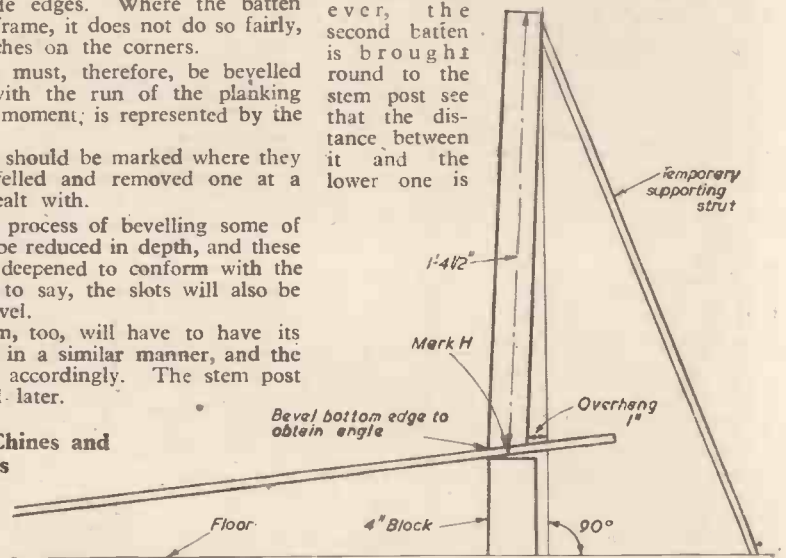 le edges. Where the batten
frame, it does not do so fairly,
ches on the corners.
must, therefore, be bevelled
with the run of the planking
moment, is represented by the
should be marked where they
elled and removed one at a
ealt with.
process of bevelling some of
be reduced in depth, and these
deepened to conform with the
to say, the slots will also be
vel.
m, too, will have to have its
in a similar manner, and the
accordingly. The stem post
later.
Chines and
s
ever, the
second batten
is brought
round to the
stem post see
that the dis-
tance between
it and the
lower one is
Temporary
supporting
strut
1'-4 1/2"
Mark H
Overhang
1"
Bevel bottom edge to
obtain angle
Floor
4" Block
90°